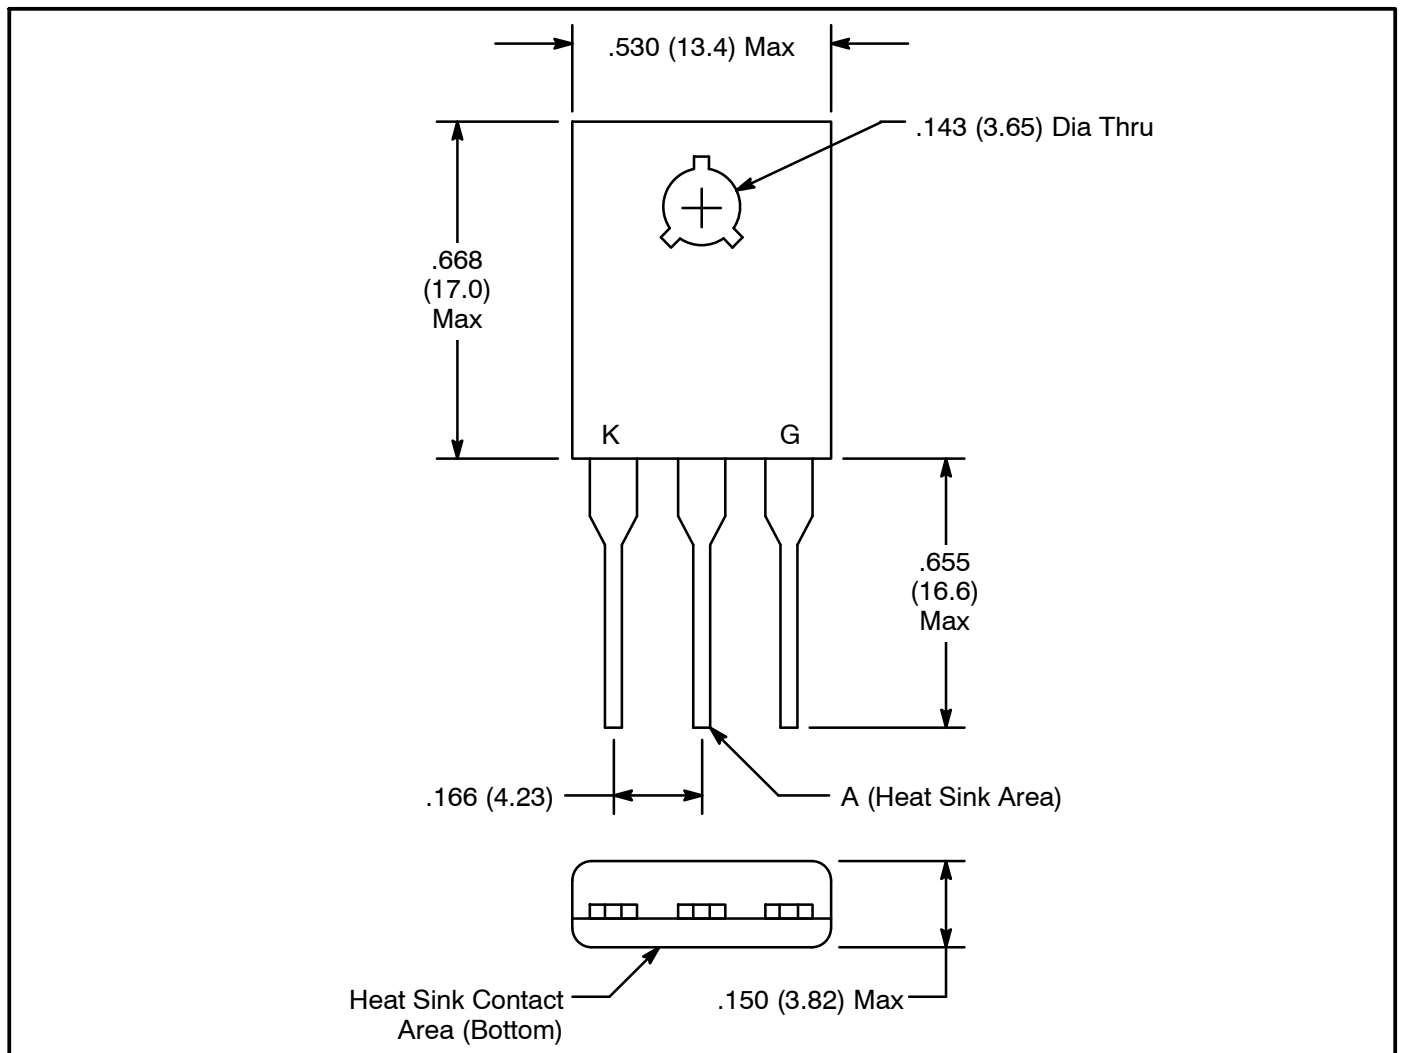 .530 (13.4) Max
.143 (3.65) Dia Thru
.668
(17.0)
Max
K
G
.655
(16.6)
Max
.166 (4.23)
A (Heat Sink Area)
Heat Sink Contact
Area (Bottom)
.150 (3.82) Max